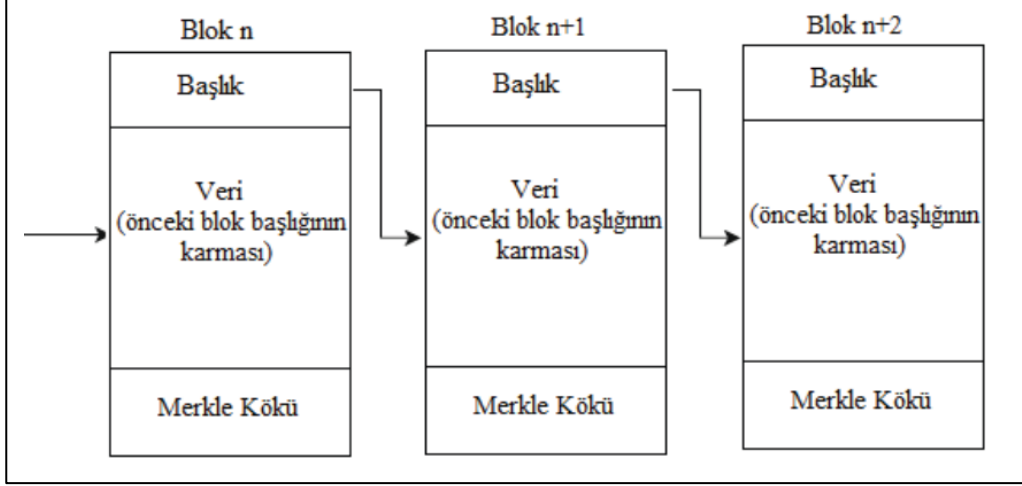 Blok n
Başlık
Veri
(önceki blok başlığının
karması)
Merkle Kökü
Blok n+1
Başlık
Veri
(önceki blok başlığının
karması)
Merkle Kökü
Blok n+2
Başlık
Veri
(önceki blok başlığının
karması)
Merkle Kökü